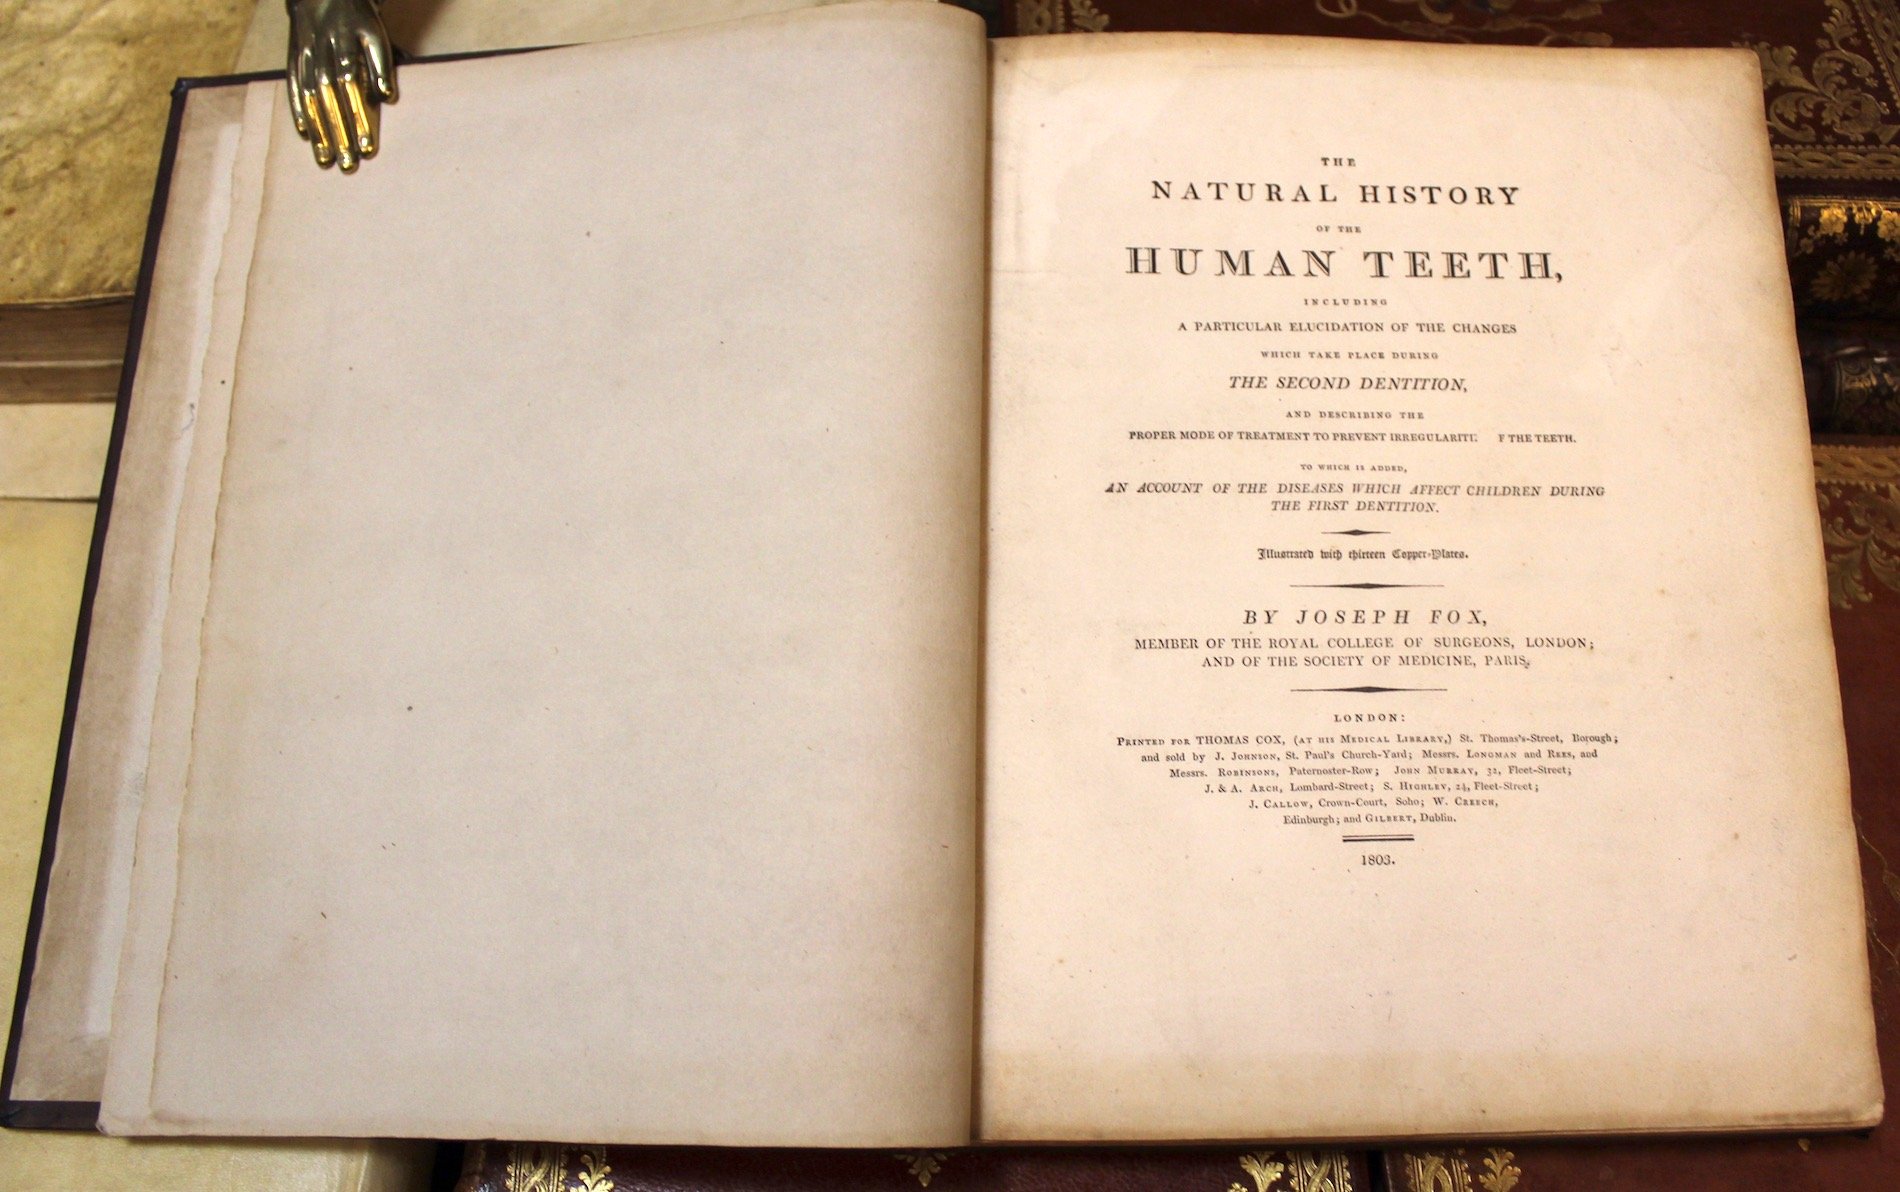 THE
NATURAL HISTORY
OF THE
HUMAN TEETH,
INCLUDING
A PARTICULAR ELUCIDATION OF THE CHANGES
WHICH TAKE PLACE DURING
THE SECOND DENTITION,
AND DESCRIBING THE
PROPER MODE OF TREATMENT TO PREVENT IRREGULARITI F THE TEETH.
TO WHICH IS ADDED,
AN ACCOUNT OF THE DISEASES WHICH AFFECT CHILDREN DURING
THE FIRST DENTITION.
Illustrated with thirteen Copper-Plates.
BY JOSEPH FOX,
MEMBER OF THE ROYAL COLLEGE OF SURGEONS, LONDON;
AND OF THE SOCIETY OF MEDICINE, PARIS.
LONDON:
PRINTED FOR THOMAS COX, (AT HIS MEDICAL LIBRARY,) St. Thomas's-Street, Borough;
and sold by J. JOHNSON, St. Paul's Church-Yard; Messrs. LONGMAN and REES, and
Messrs. ROBINSONS, Paternoster-Row; JOHN MURRAY, 32, Fleet-Street;
J. & A. ARCH, Lombard-Street; S. HIGHLEY, 24, Fleet-Street;
J. CALLOW, Crown-Court, Soho; W. CREECH,
Edinburgh; and GILBERT, Dublin.
1803.